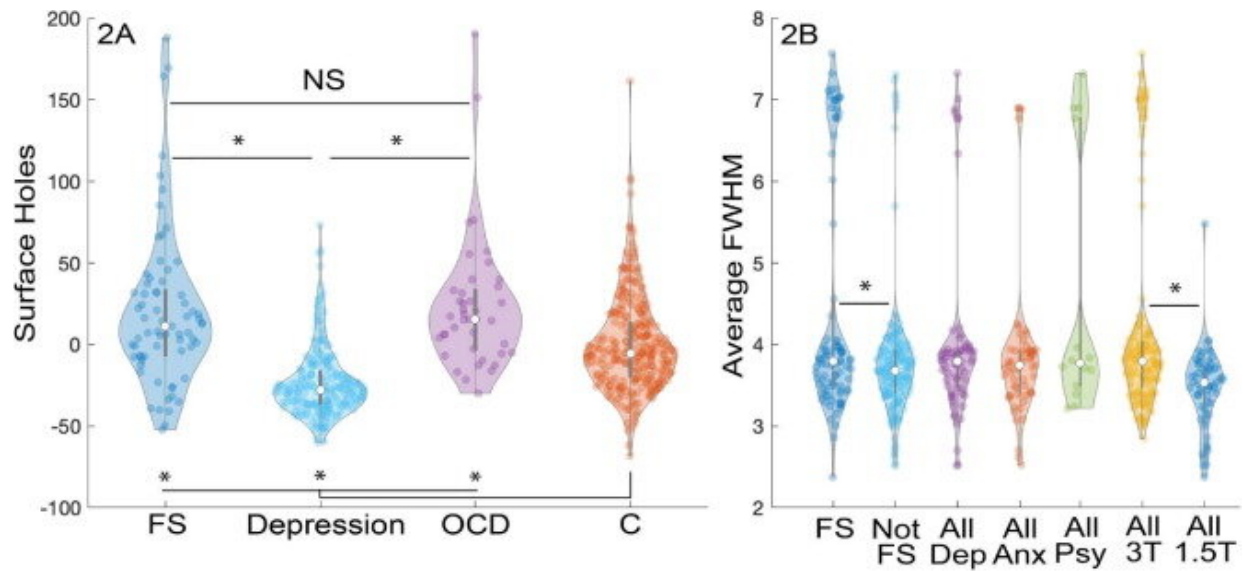 2A
200
150
100
50
0
-50
-100
Surface Holes
NS
*
*
*
*
*
FS
Depression
OCD
C
2B
8
7
6
5
4
3
2
Average FWHM
*
*
FS
Not
FS
All
Dep
All
Anx
All
Psy
All
3T
All
1.5T